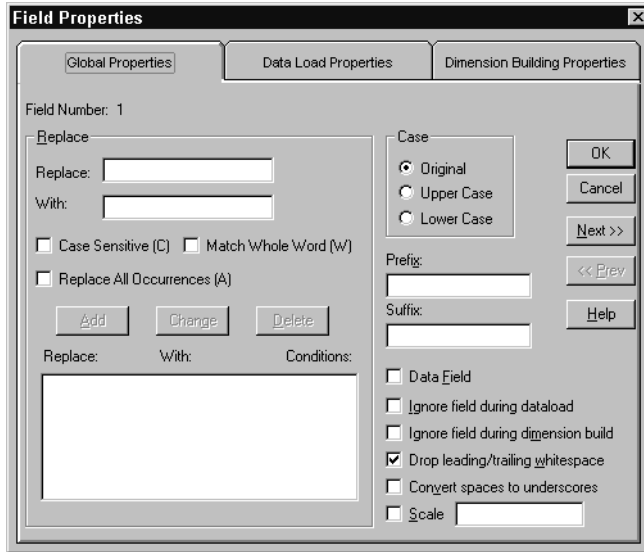 Field Properties
Global Properties
Data Load Properties
Dimension Building Properties
Field Number: 1
Replace
Replace:
With:
Case Sensitive (C)
Match Whole Word (W)
Replace All Occurrences (A)
Add
Change
Delete
Replace:
With:
Conditions:
Case
Original
Upper Case
Lower Case
Prefix:
Suffix:
Data Field
Ignore field during dataload
Ignore field during dimension build
Drop leading/trailing whitespace
Convert spaces to underscores
Scale
OK
Cancel
Next >>
<< Prev
Help